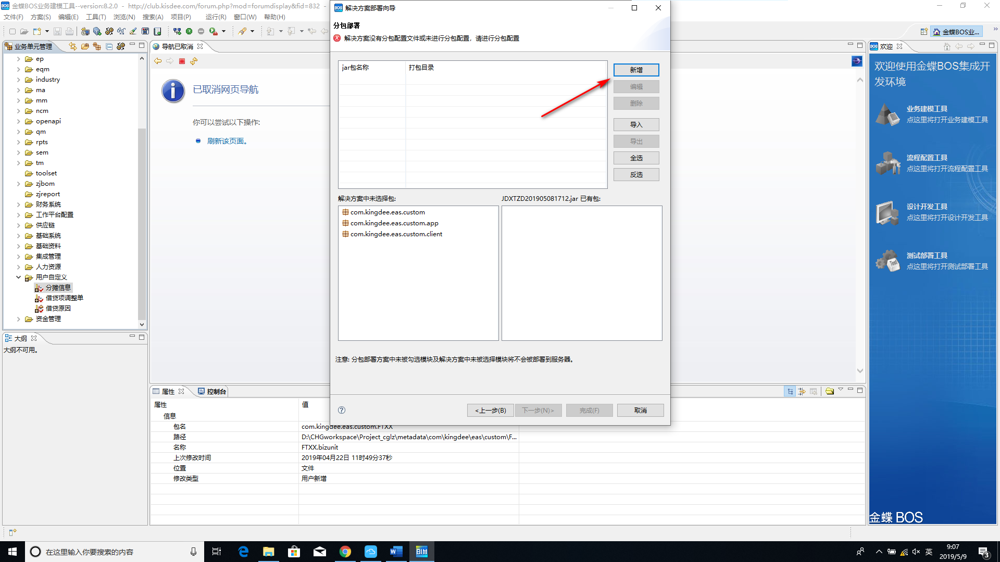 金蝶BOS业务建模工具--version:8.2.0 - http://club.kisdee.com/forum.php?mod=forumdisplay&fid=832 -
文件(F) 方案(S) 编辑(E) 工具(T) 浏览(N) 搜索(A) 项目(P) 运行(R) 窗口(W) 帮助(H)
金蝶BOS业...
业务单元管理
ep
eqm
industry
ma
mm
ncm
openapi
qm
rpts
sem
tm
toolset
zjbom
zjreport
财务系统
工作平台配置
供应链
基础系统
基础资料
集成管理
人力资源
用户自定义
分摊信息
借贷项调整单
借贷原因
资金管理
大纲
大纲不可用。
导航已取消
已取消网页导航
你可以尝试以下操作:
刷新该页面。
解决方案部署向导
分包部署
解决方案没有分包配置文件或未进行分包配置，请进行分包配置
jar包名称 打包目录
新增
编辑
删除
导入
导出
全选
反选
解决方案中未选择包: JDXTZD201905081712.jar 已有包:
com.kingdee.eas.custom
com.kingdee.eas.custom.app
com.kingdee.eas.custom.client
注意: 分包部署方案中未被勾选模块及解决方案中未被选择模块将不会被部署到服务器。
<上一步(B) 下一步(N)> 完成(F) 取消
属性 控制台
属性 值
信息
包名 com.kingdee.eas.custom.FTXX
路径 D:\CHGworkspace\Project_cglz\metadata\com\kingdee\eas\custom\F...
名称 FTXX.bizunit
上次修改时间 2019年04月22日 11时49分37秒
位置 文件
修改类型 用户新增
BOS 欢迎
欢迎使用金蝶BOS集成开
发环境
业务建模工具
点这里将打开业务建模工具
流程配置工具
点这里将打开流程配置工具
设计开发工具
点这里将打开设计开发工具
测试部署工具
点这里将打开测试部署工具
金蝶 BOS
在这里输入你要搜索的内容
BIM
英
9:07
2019/5/9
3